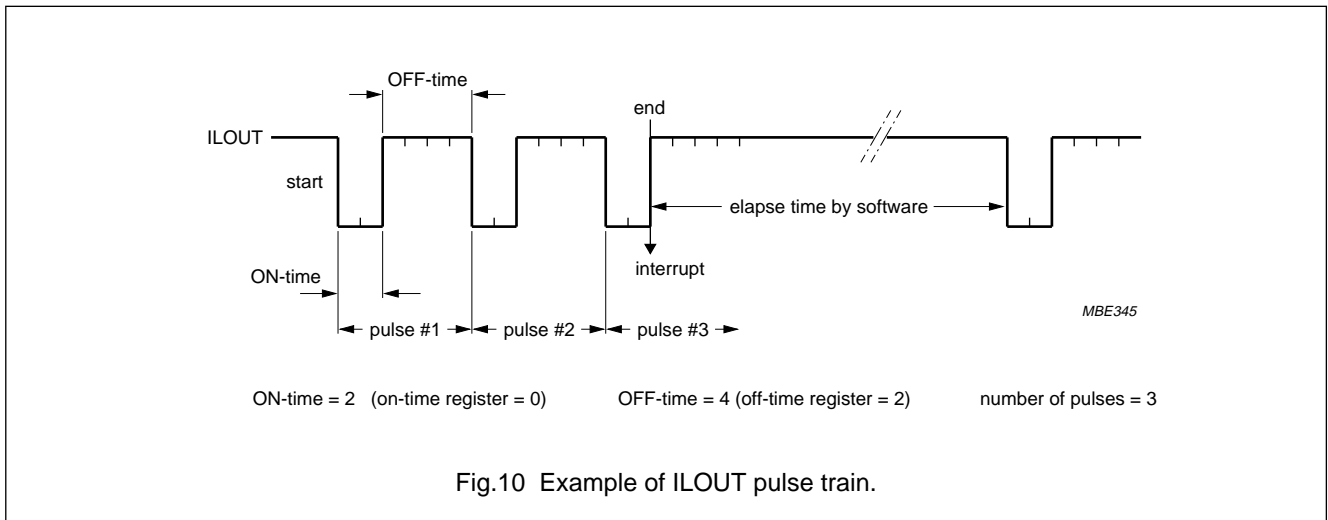 OFF-time
end
ILOUT
start
elapse time by software
interrupt
ON-time
MBE345
pulse #1 pulse #2 pulse #3
ON-time = 2 (on-time register = 0) OFF-time = 4 (off-time register = 2) number of pulses = 3
Fig.10 Example of ILOUT pulse train.